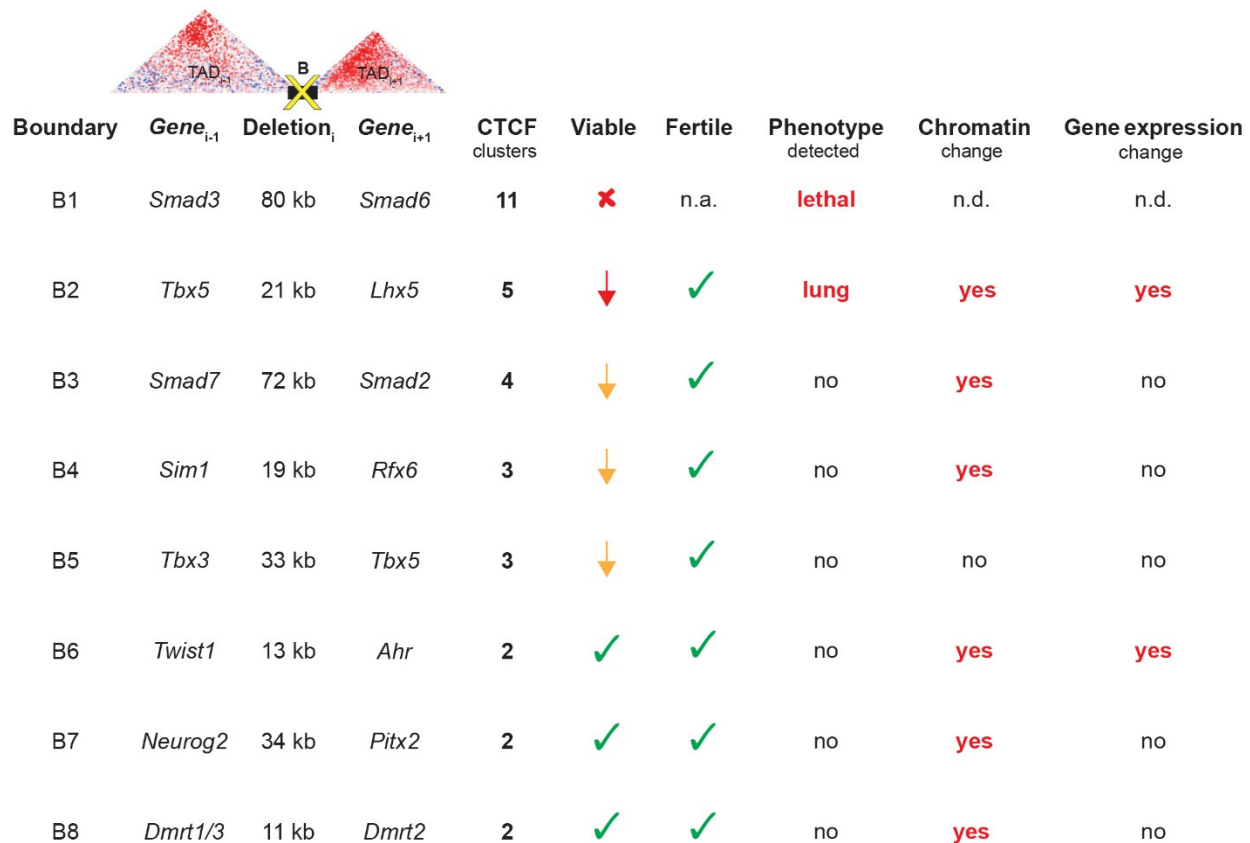 B
TADi-1 TADi+1
Boundary Genei-1 Deletioni Genei+1 CTCF Viable Fertile Phenotype Chromatin Gene expression
clusters detected change change
B1 Smad3 80 kb Smad6 11 ✘ n.a. lethal n.d. n.d.
B2 Tbx5 21 kb Lhx5 5 ↓ ✓ lung yes yes
B3 Smad7 72 kb Smad2 4 ↓ ✓ no yes no
B4 Sim1 19 kb Rfx6 3 ↓ ✓ no yes no
B5 Tbx3 33 kb Tbx5 3 ↓ ✓ no no no
B6 Twist1 13 kb Ahr 2 ✓ ✓ no yes yes
B7 Neurog2 34 kb Pitx2 2 ✓ ✓ no yes no
B8 Dmrt1/3 11 kb Dmrt2 2 ✓ ✓ no yes no